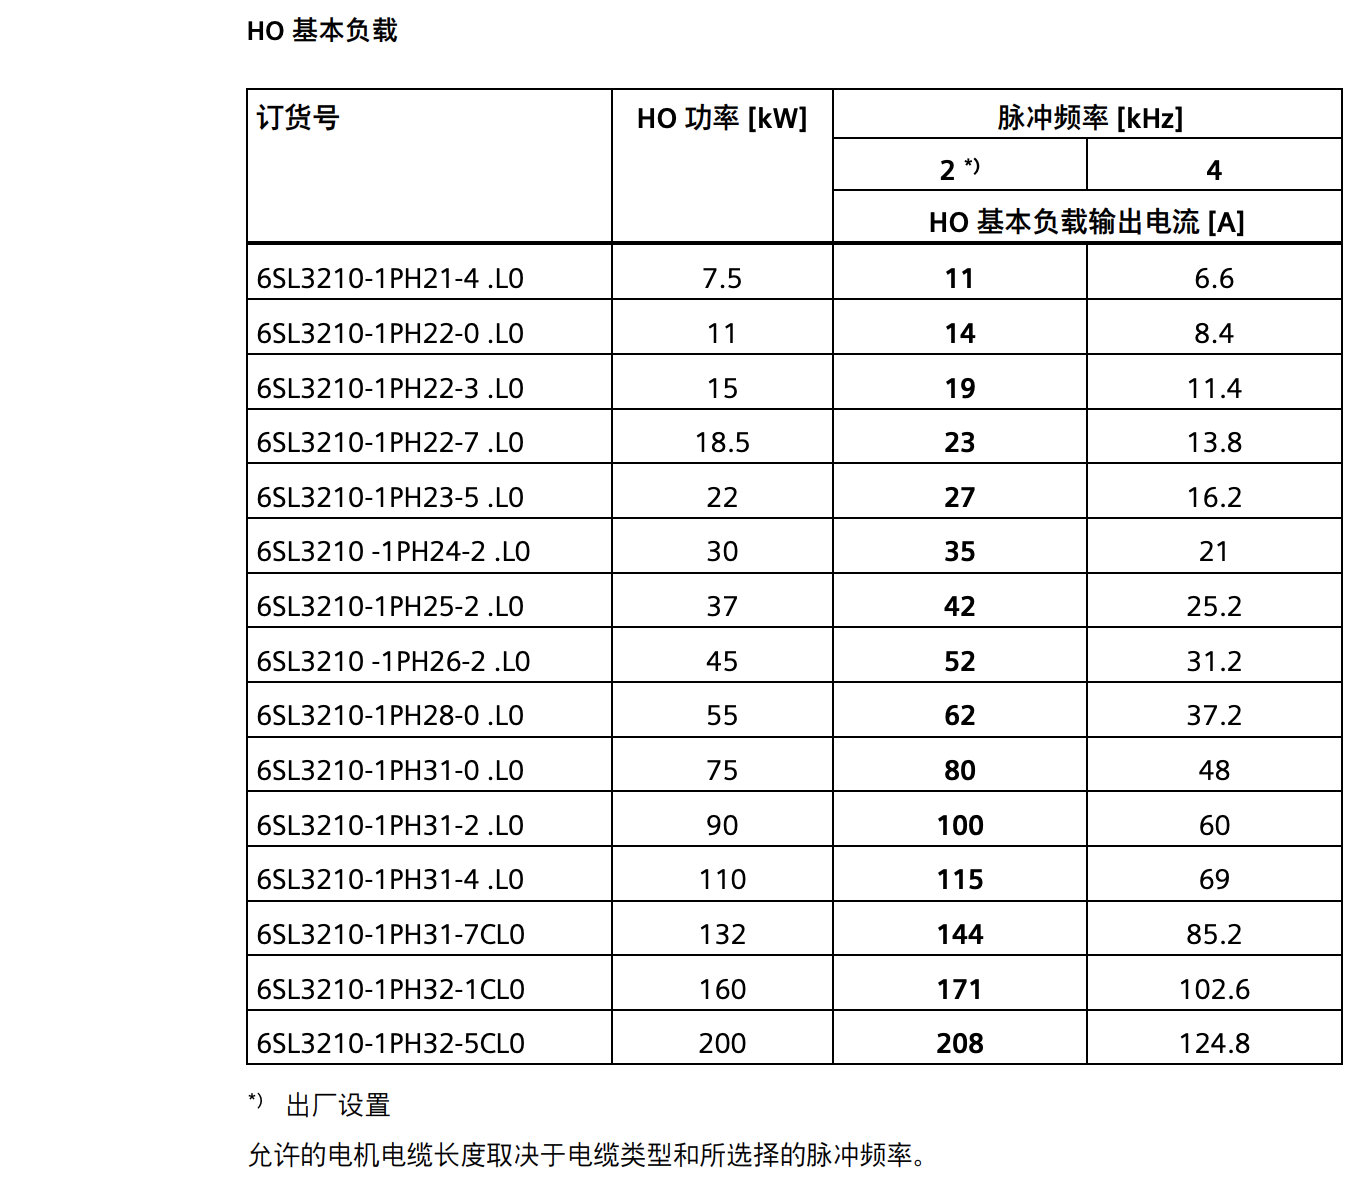 HO 基本负载
订货号 HO 功率 [kW] 脉冲频率 [kHz]
2 *) 4
HO 基本负载输出电流 [A]
6SL3210-1PH21-4 .L0 7.5 11 6.6
6SL3210-1PH22-0 .L0 11 14 8.4
6SL3210-1PH22-3 .L0 15 19 11.4
6SL3210-1PH22-7 .L0 18.5 23 13.8
6SL3210-1PH23-5 .L0 22 27 16.2
6SL3210 -1PH24-2 .L0 30 35 21
6SL3210-1PH25-2 .L0 37 42 25.2
6SL3210 -1PH26-2 .L0 45 52 31.2
6SL3210-1PH28-0 .L0 55 62 37.2
6SL3210-1PH31-0 .L0 75 80 48
6SL3210-1PH31-2 .L0 90 100 60
6SL3210-1PH31-4 .L0 110 115 69
6SL3210-1PH31-7CL0 132 144 85.2
6SL3210-1PH32-1CL0 160 171 102.6
6SL3210-1PH32-5CL0 200 208 124.8
*) 出厂设置
允许的电机电缆长度取决于电缆类型和所选择的脉冲频率。